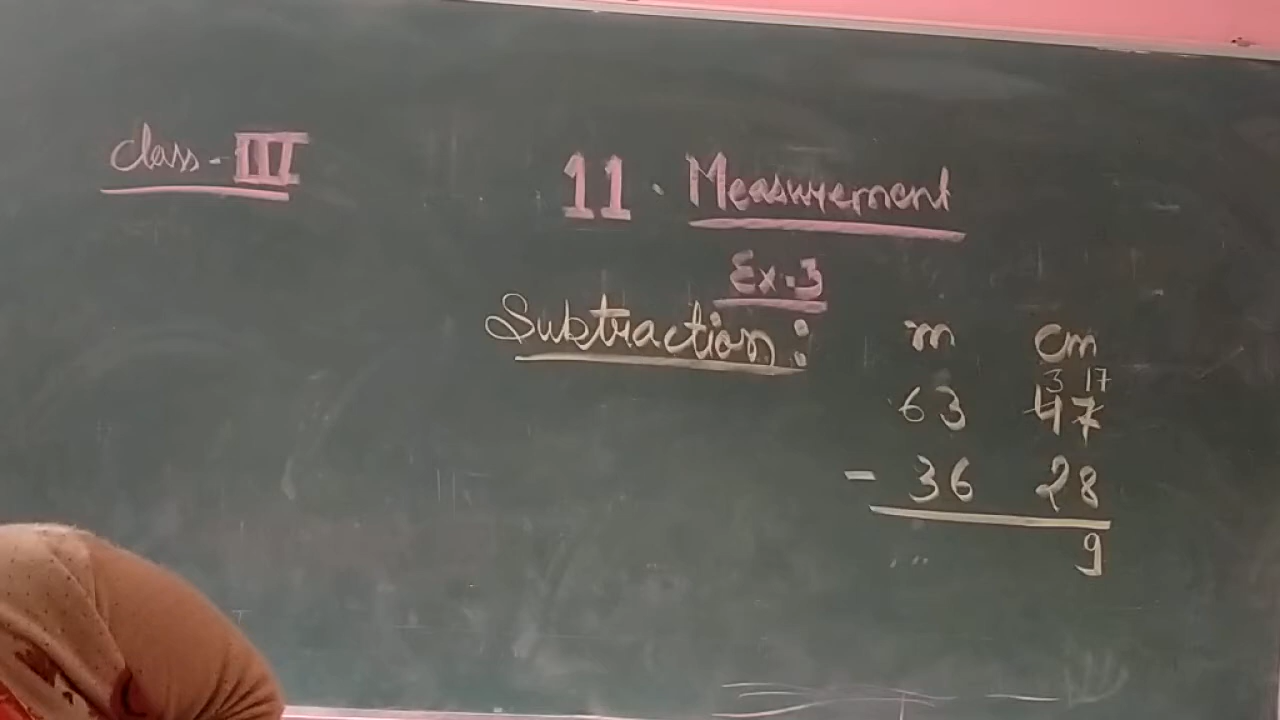 Class - III
11. Measurement
Ex.3
Subtraction:
m cm
3 17
63 47
- 36 28
9